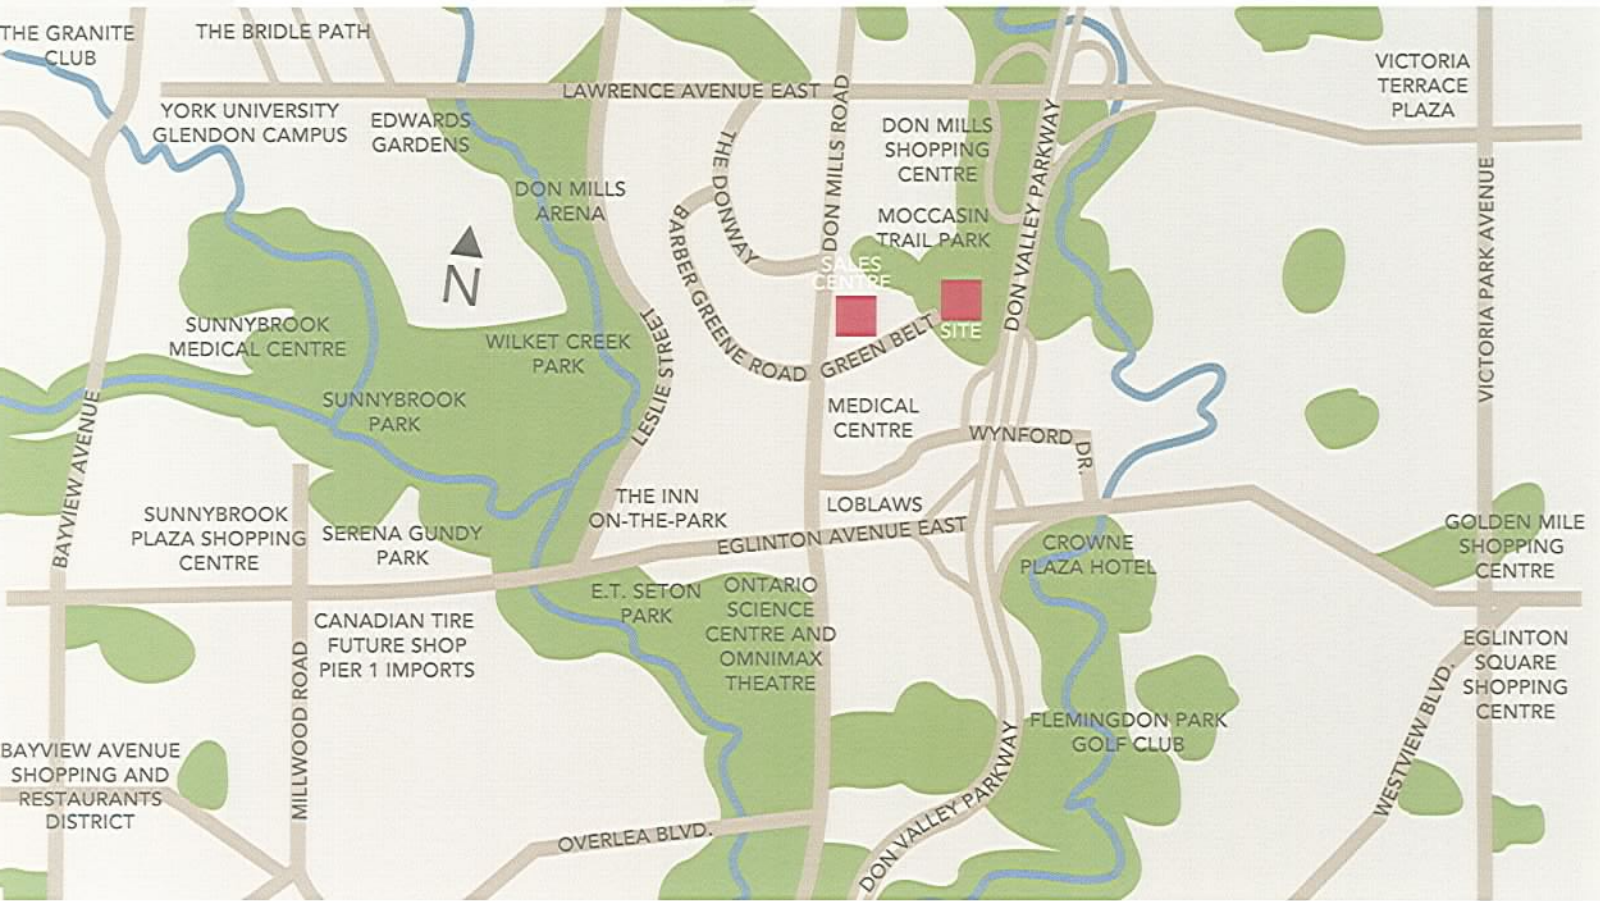 THE GRANITE
CLUB
THE BRIDLE PATH
VICTORIA
TERRACE
PLAZA
LAWRENCE AVENUE EAST
YORK UNIVERSITY
GLENDON CAMPUS
EDWARDS
GARDENS
DON MILLS
SHOPPING
CENTRE
DON MILLS
ARENA
THE DONWAY
DON MILLS ROAD
DON VALLEY PARKWAY
MOCCASIN
TRAIL PARK
BARBER GREENE ROAD
VICTORIA PARK AVENUE
N
SALES
CENTRE
SITE
GREEN BELT
SUNNYBROOK
MEDICAL CENTRE
WILKET CREEK
PARK
LESLIE STREET
SUNNYBROOK
PARK
MEDICAL
CENTRE
WYNFORD DR.
BAYVIEW AVENUE
THE INN
ON-THE-PARK
LOBLAWS
SUNNYBROOK
PLAZA SHOPPING
CENTRE
SERENA GUNDY
PARK
EGLINTON AVENUE EAST
CROWNE
PLAZA HOTEL
GOLDEN MILE
SHOPPING
CENTRE
E.T. SETON
PARK
ONTARIO
SCIENCE
CENTRE AND
OMNIMAX
THEATRE
CANADIAN TIRE
FUTURE SHOP
PIER 1 IMPORTS
EGLINTON
SQUARE
SHOPPING
CENTRE
MILLWOOD ROAD
WESTVIEW BLVD.
FLEMINGDON PARK
GOLF CLUB
BAYVIEW AVENUE
SHOPPING AND
RESTAURANTS
DISTRICT
DON VALLEY PARKWAY
OVERLEA BLVD.